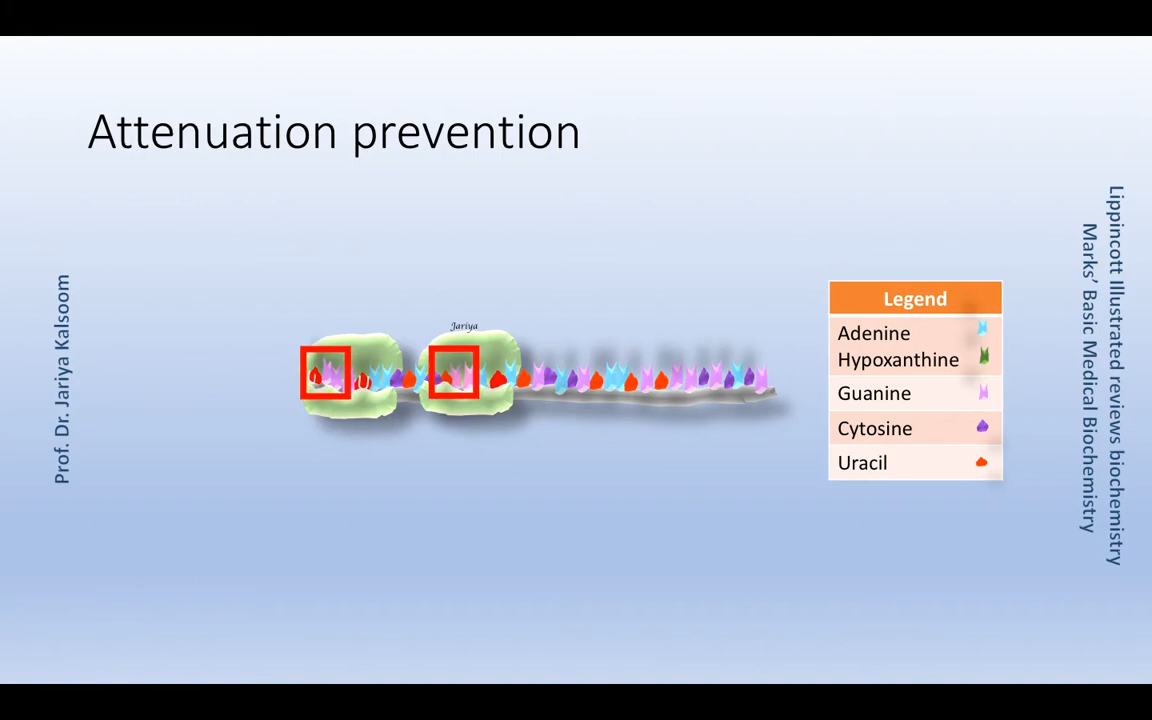 Attenuation prevention
Prof. Dr. Jariya Kalsoom
Jariya
Legend
Adenine
Hypoxanthine
Guanine
Cytosine
Uracil
Lippincott Illustrated reviews biochemistry
Marks’ Basic Medical Biochemistry